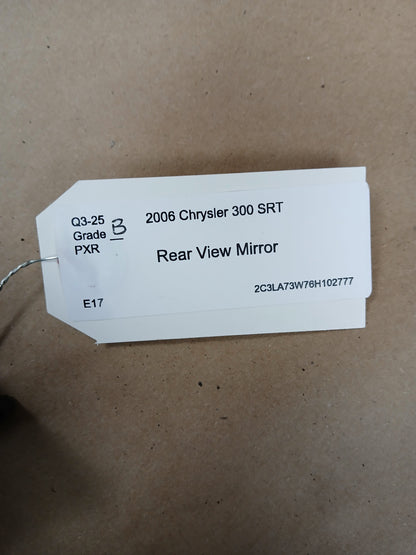 Q3-25
Grade B
PXR
2006 Chrysler 300 SRT
Rear View Mirror
2C3LA73W76H102777
E17